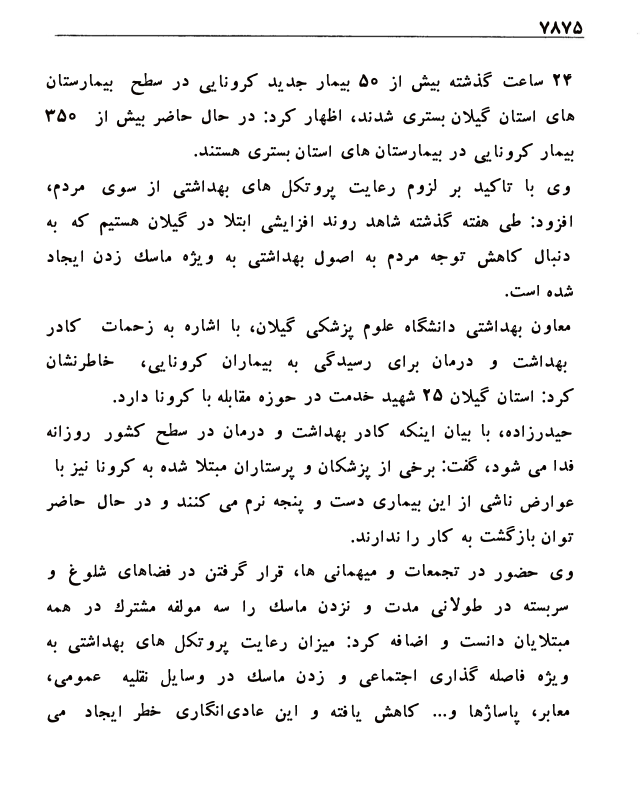 ۷۸۷۵
۲۴ ساعت گذشته بیش از ۵۰ بیمار جدید کرونایی در سطح بیمارستان
های استان گیلان بستری شدند، اظهار کرد: در حال حاضر بیش از ۳۵۰
بیمار کرونایی در بیمارستان های استان بستری هستند.
وی با تاکید بر لزوم رعایت پروتکل های بهداشتی از سوی مردم،
افزود: طی هفته گذشته شاهد روند افزایشی ابتلا در گیلان هستیم که به
دنبال کاهش توجه مردم به اصول بهداشتی به ویژه ماسک زدن ایجاد
شده است.
معاون بهداشتی دانشگاه علوم پزشکی گیلان، با اشاره به زحمات کادر
بهداشت و درمان برای رسیدگی به بیماران کرونایی، خاطرنشان
کرد: استان گیلان ۲۵ شهید خدمت در حوزه مقابله با کرونا دارد.
حیدرزاده، با بیان اینکه کادر بهداشت و درمان در سطح کشور روزانه
فدا می شود، گفت: برخی از پزشکان و پرستاران مبتلا شده به کرونا نیز با
عوارض ناشی از این بیماری دست و پنجه نرم می کنند و در حال حاضر
توان بازگشت به کار را ندارند.
وی حضور در تجمعات و میهمانی ها، قرار گرفتن در فضاهای شلوغ و
سربسته در طولانی مدت و نزدن ماسک را سه مولفه مشترک در همه
مبتلایان دانست و اضافه کرد: میزان رعایت پروتکل های بهداشتی به
ویژه فاصله گذاری اجتماعی و زدن ماسک در وسایل نقلیه عمومی،
معابر، پاساژها و... کاهش یافته و این عادی‌انگاری خطر ایجاد می